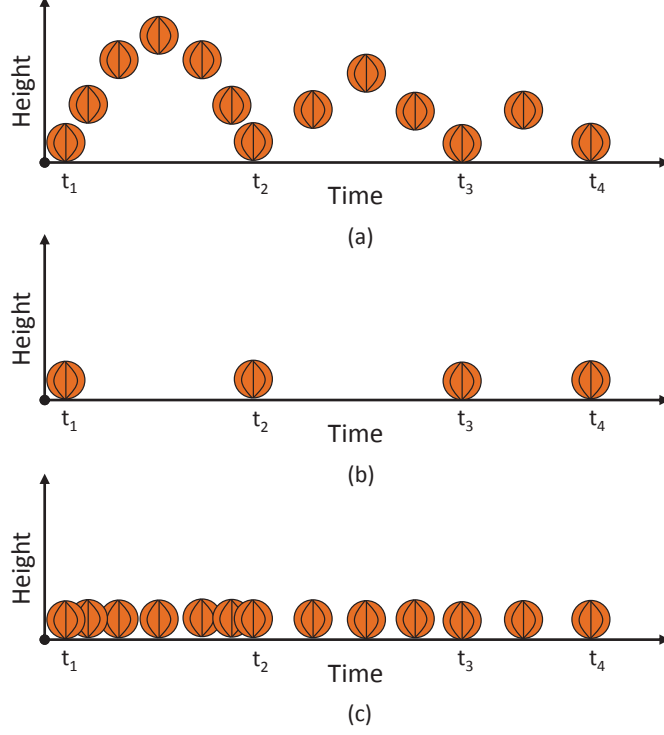 Height
t₁ t₂ t₃ t₄
Time
(a)
Height
t₁ t₂ t₃ t₄
Time
(b)
Height
t₁ t₂ t₃ t₄
Time
(c)